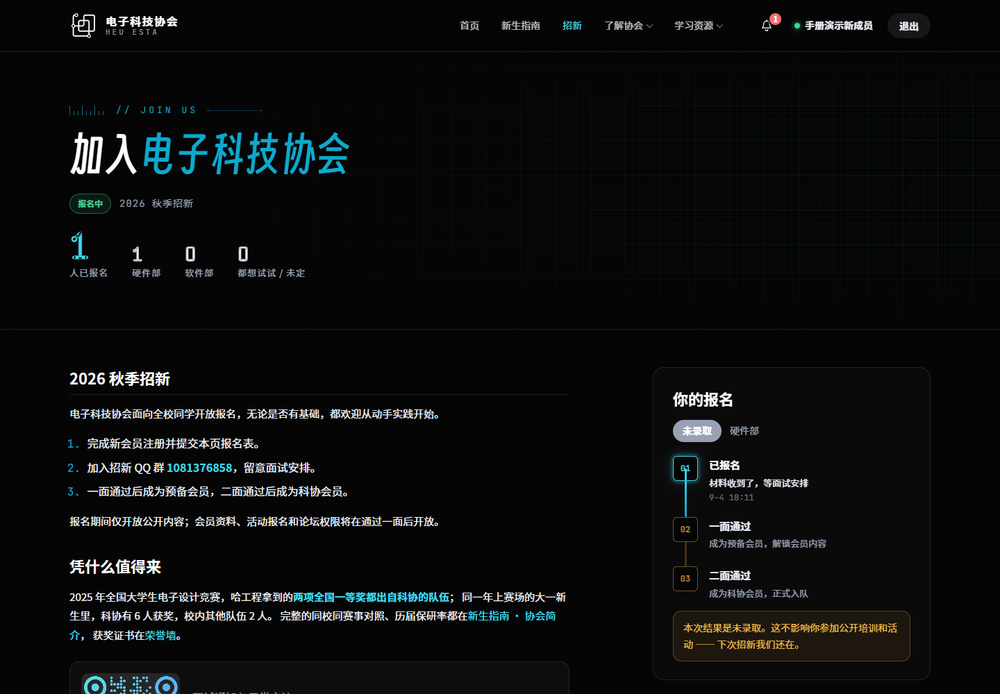 电子科技协会
HEU ESTA
首页
新生指南
招新
了解协会
学习资源
1
手册演示新成员
退出
// JOIN US
加入电子科技协会
报名中
2026 秋季招新
1
人已报名
1
硬件部
0
软件部
0
都想试试 / 未定
2026 秋季招新
电子科技协会面向全校同学开放报名，无论是否有基础，都欢迎从动手实践开始。
1. 完成新会员注册并提交本页报名表。
2. 加入招新 QQ 群 1081376858，留意面试安排。
3. 一面通过后成为预备会员，二面通过后成为科协会员。
报名期间仅开放公开内容；会员资料、活动报名和论坛权限将在通过一面后开放。
凭什么值得来
2025 年全国大学生电子设计竞赛，哈工程拿到的两项全国一等奖都出自科协的队伍； 同一年上赛场的大一新
生里，科协有 6 人获奖，校内其他队伍 2 人。 完整的同校同赛事对照、历届保研率都在新生指南 · 协会简
介， 获奖证书在荣誉墙。
你的报名
未录取
硬件部
01
已报名
材料收到了，等面试安排
9-4 18:11
02
一面通过
成为预备会员，解锁会员内容
03
二面通过
成为科协会员，正式入队
本次结果是未录取。这不影响你参加公开培训和活
动 —— 下次招新我们还在。